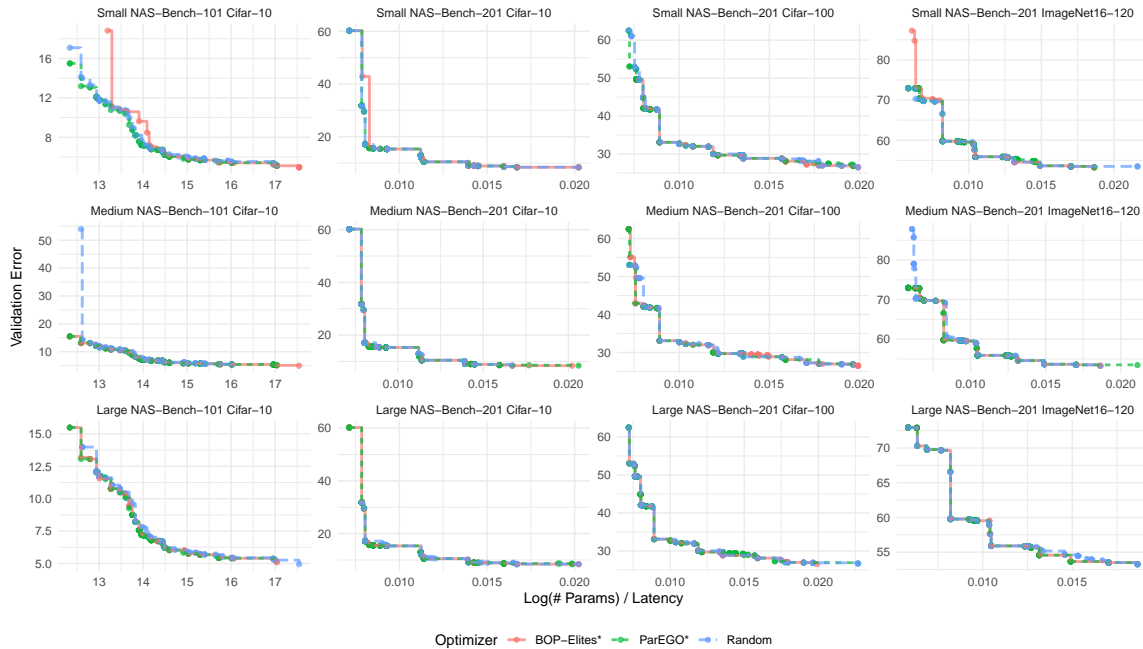 Small NAS−Bench−101 Cifar−10
Small NAS−Bench−201 Cifar−10
Small NAS−Bench−201 Cifar−100
Small NAS−Bench−201 ImageNet16−120
16
12
8
13 14 15 16 17
60
40
20
0.010 0.015 0.020
60
50
40
30
0.010 0.015 0.020
80
70
60
0.010 0.015
Medium NAS−Bench−101 Cifar−10
Medium NAS−Bench−201 Cifar−10
Medium NAS−Bench−201 Cifar−100
Medium NAS−Bench−201 ImageNet16−120
Validation Error
50
40
30
20
10
13 14 15 16 17
60
40
20
0.010 0.015 0.020
60
50
40
30
0.010 0.015 0.020
80
70
60
0.010 0.015 0.020
Large NAS−Bench−101 Cifar−10
Large NAS−Bench−201 Cifar−10
Large NAS−Bench−201 Cifar−100
Large NAS−Bench−201 ImageNet16−120
15.0
12.5
10.0
7.5
5.0
13 14 15 16 17
60
40
20
0.010 0.015 0.020
60
50
40
30
0.010 0.015 0.020
70
65
60
55
0.010 0.015
Log(# Params) / Latency
Optimizer BOP−Elites* ParEGO* Random